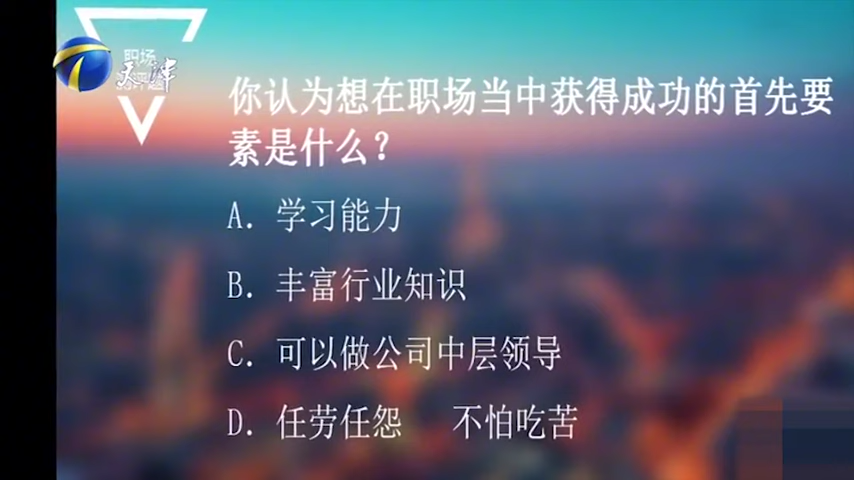 职场
你认为想在职场当中获得成功的首先要
素是什么？
A. 学习能力
B. 丰富行业知识
C. 可以做公司中层领导
D. 任劳任怨 不怕吃苦